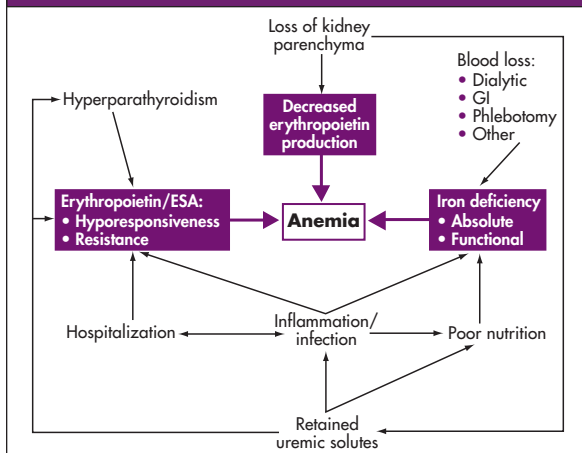 Loss of kidney
parenchyma
Blood loss:
• Dialytic
• GI
• Phlebotomy
• Other
Hyperparathyroidism
Decreased
erythropoietin
production
Erythropoietin/ESA:
• Hyporesponsiveness
• Resistance
Anemia
Iron deficiency
• Absolute
• Functional
Hospitalization
Inflammation/
infection
Poor nutrition
Retained
uremic solutes